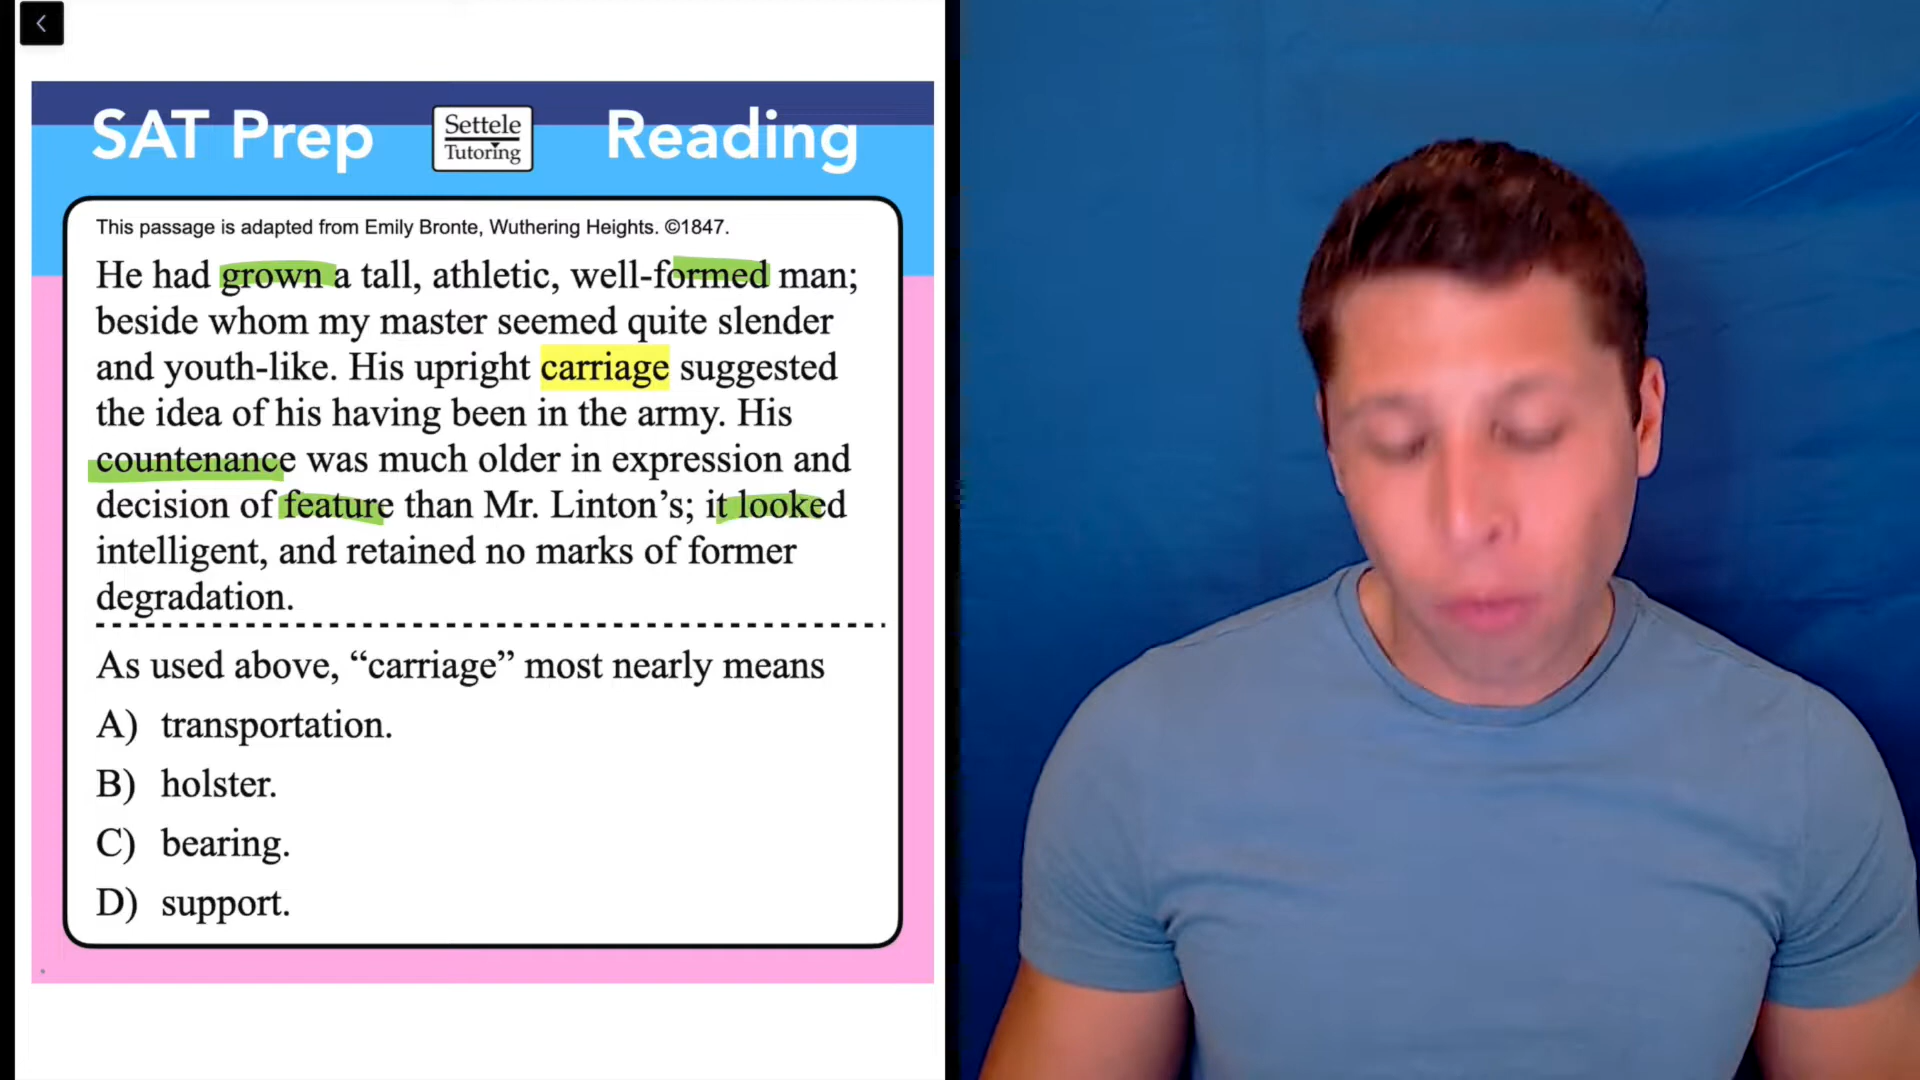 SAT Prep
Settele
Tutoring
Reading
This passage is adapted from Emily Bronte, Wuthering Heights. ©1847.
He had grown a tall, athletic, well-formed man;
beside whom my master seemed quite slender
and youth-like. His upright carriage suggested
the idea of his having been in the army. His
countenance was much older in expression and
decision of feature than Mr. Linton’s; it looked
intelligent, and retained no marks of former
degradation.
As used above, “carriage” most nearly means
A) transportation.
B) holster.
C) bearing.
D) support.